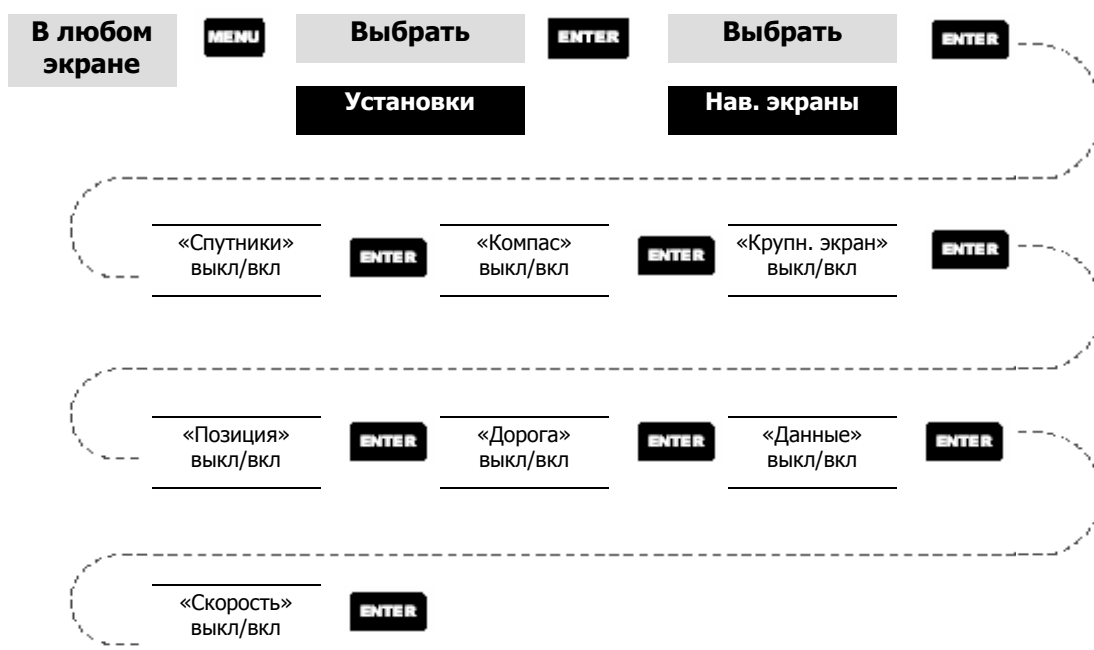 В любом
экране
MENU
Выбрать
ENTER
Выбрать
ENTER
Установки
Нав. экраны
«Спутники»
выкл/вкл
ENTER
«Компас»
выкл/вкл
ENTER
«Крупн. экран»
выкл/вкл
ENTER
«Позиция»
выкл/вкл
ENTER
«Дорога»
выкл/вкл
ENTER
«Данные»
выкл/вкл
ENTER
«Скорость»
выкл/вкл
ENTER